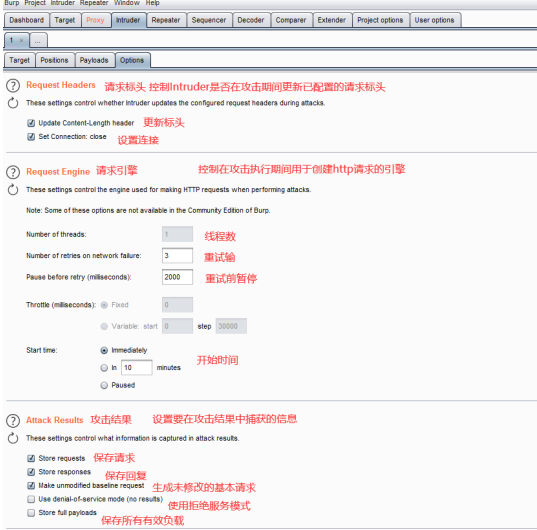 Burp Project Intruder Repeater Window Help
Dashboard Target Proxy Intruder Repeater Sequencer Decoder Comparer Extender Project options User options
1 × ...
Target Positions Payloads Options
Request Headers 请求标头 控制Intruder是否在攻击期间更新已配置的请求标头
These settings control whether Intruder updates the configured request headers during attacks.
Update Content-Length header 更新标头
Set Connection: close 设置连接
Request Engine 请求引擎 控制在攻击执行期间用于创建http请求的引擎
These settings control the engine used for making HTTP requests when performing attacks.
Note: Some of these options are not available in the Community Edition of Burp.
Number of threads: 1 线程数
Number of retries on network failure: 3 重试输
Pause before retry (milliseconds): 2000 重试前暂停
Throttle (milliseconds): Fixed 0
Variable: start 0 step 30000
Start time: Immediately
In 10 minutes 开始时间
Paused
Attack Results 攻击结果 设置要在攻击结果中捕获的信息
These settings control what information is captured in attack results.
Store requests 保存请求
Store responses 保存回复
Make unmodified baseline request 生成未修改的基本请求
Use denial-of-service mode (no results) 使用拒绝服务模式
Store full payloads 保存所有有效负载